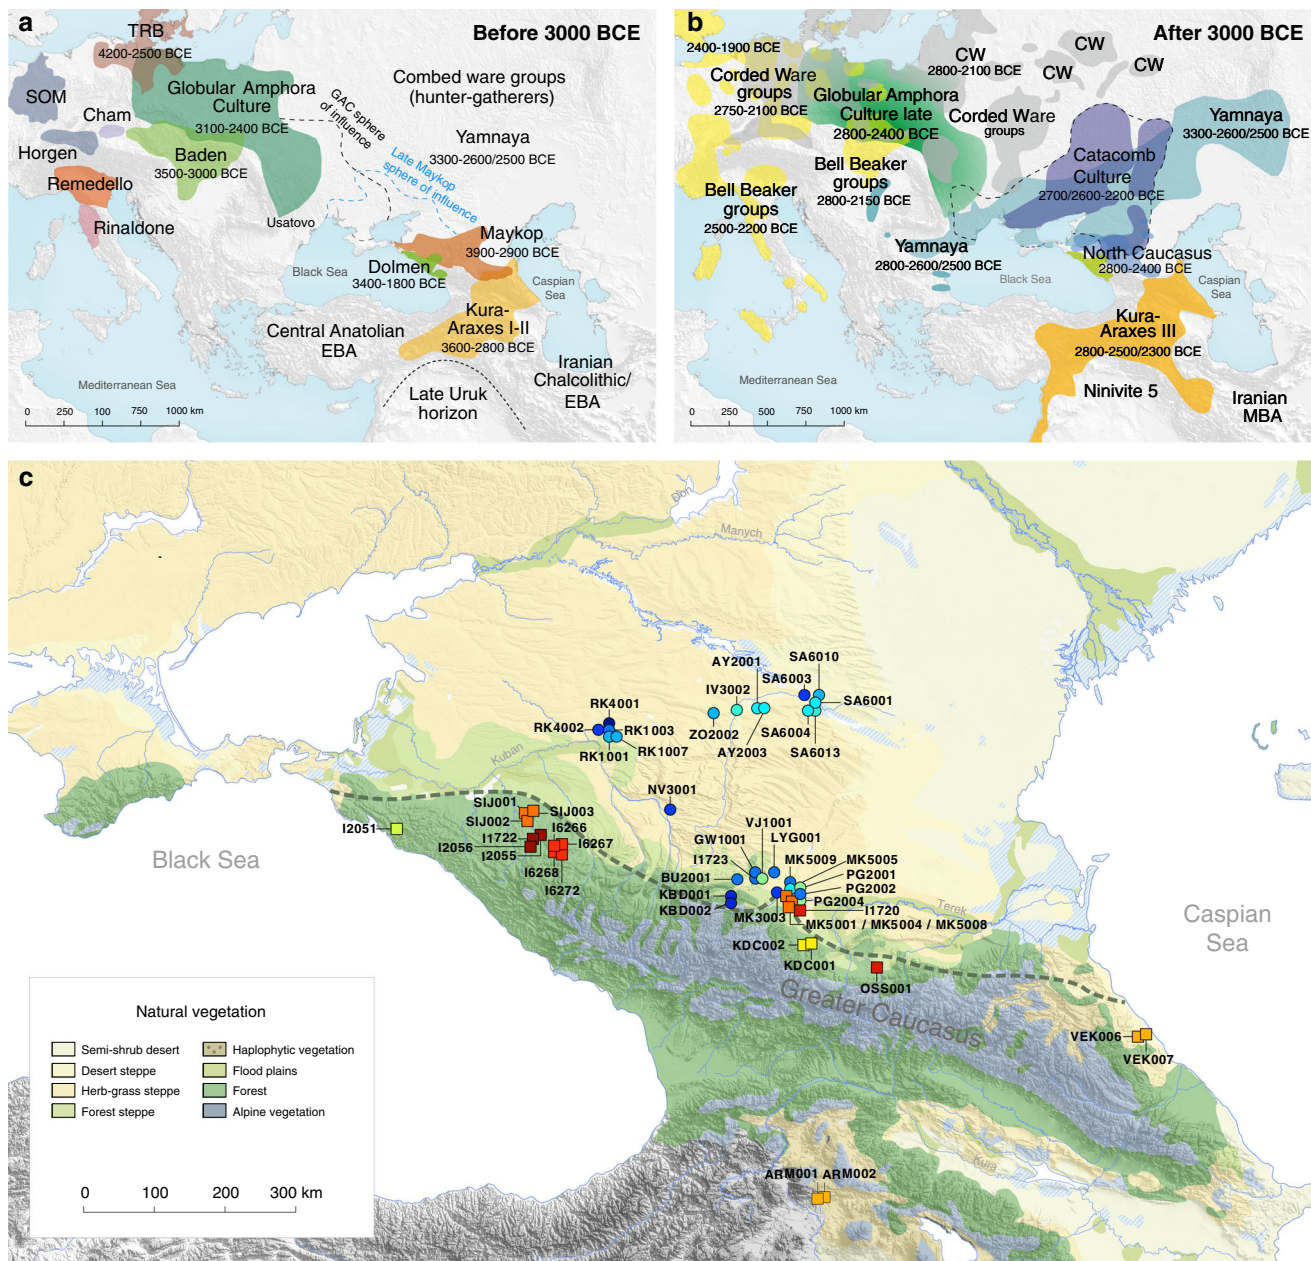 a
Before 3000 BCE
TRB
4200-2500 BCE
SOM
Globular Amphora
Culture
3100-2400 BCE
Cham
Horgen
Baden
3500-3000 BCE
Remedello
Rinaldone
Usatovo
GAC sphere
of influence
Combed ware groups
(hunter-gatherers)
Yamnaya
3300-2600/2500 BCE
Late Maykop
sphere of influence
Maykop
3900-2900 BCE
Black Sea
Dolmen
3400-1800 BCE
Caspian
Sea
Kura-
Araxes I-II
3600-2800 BCE
Central Anatolian
EBA
Iranian
Chalcolithic/
EBA
Late Uruk
horizon
Mediterranean Sea
0 250 100 750 1000 km
b
After 3000 BCE
2400-1900 BCE
Corded Ware
groups
2750-2100 BCE
CW
2800-2100 BCE
CW
CW
CW
Globular Amphora
Culture late
2800-2400 BCE
Corded Ware
groups
Yamnaya
3300-2600/2500 BCE
Catacomb
Culture
2700/2600-2200 BCE
Bell Beaker
groups
2800-2150 BCE
Bell Beaker
groups
2500-2200 BCE
Yamnaya
2800-2600/2500 BCE
North Caucasus
2800-2400 BCE
Black Sea
Caspian
Sea
Kura-
Araxes III
2800-2500/2300 BCE
Mediterranean Sea
Ninivite 5
Iranian
MBA
0 250 500 750 1000 km
c
Don
Manych
Kuban
Terek
Kura
SA6010
AY2001
SA6003
IV3002
SA6001
RK4001
RK4002
RK1003
ZO2002
SA6004
RK1007
RK1001
AY2003
SA6013
NV3001
SIJ001
SIJ003
SIJ002
I6266
I2051
I1722
I6267
I2056
I2055
I6268
I6272
VJ1001
GW1001
LYG001
I1723
MK5009
MK5005
BU2001
PG2001
KBD001
PG2002
KBD002
PG2004
MK3003
I1720
MK5001 / MK5004 / MK5008
KDC002
KDC001
OSS001
VEK006
VEK007
ARM001
ARM002
Black Sea
Caspian
Sea
Greater Caucasus
Natural vegetation
Semi-shrub desert
Desert steppe
Herb-grass steppe
Forest steppe
Haplophytic vegetation
Flood plains
Forest
Alpine vegetation
0 100 200 300 km